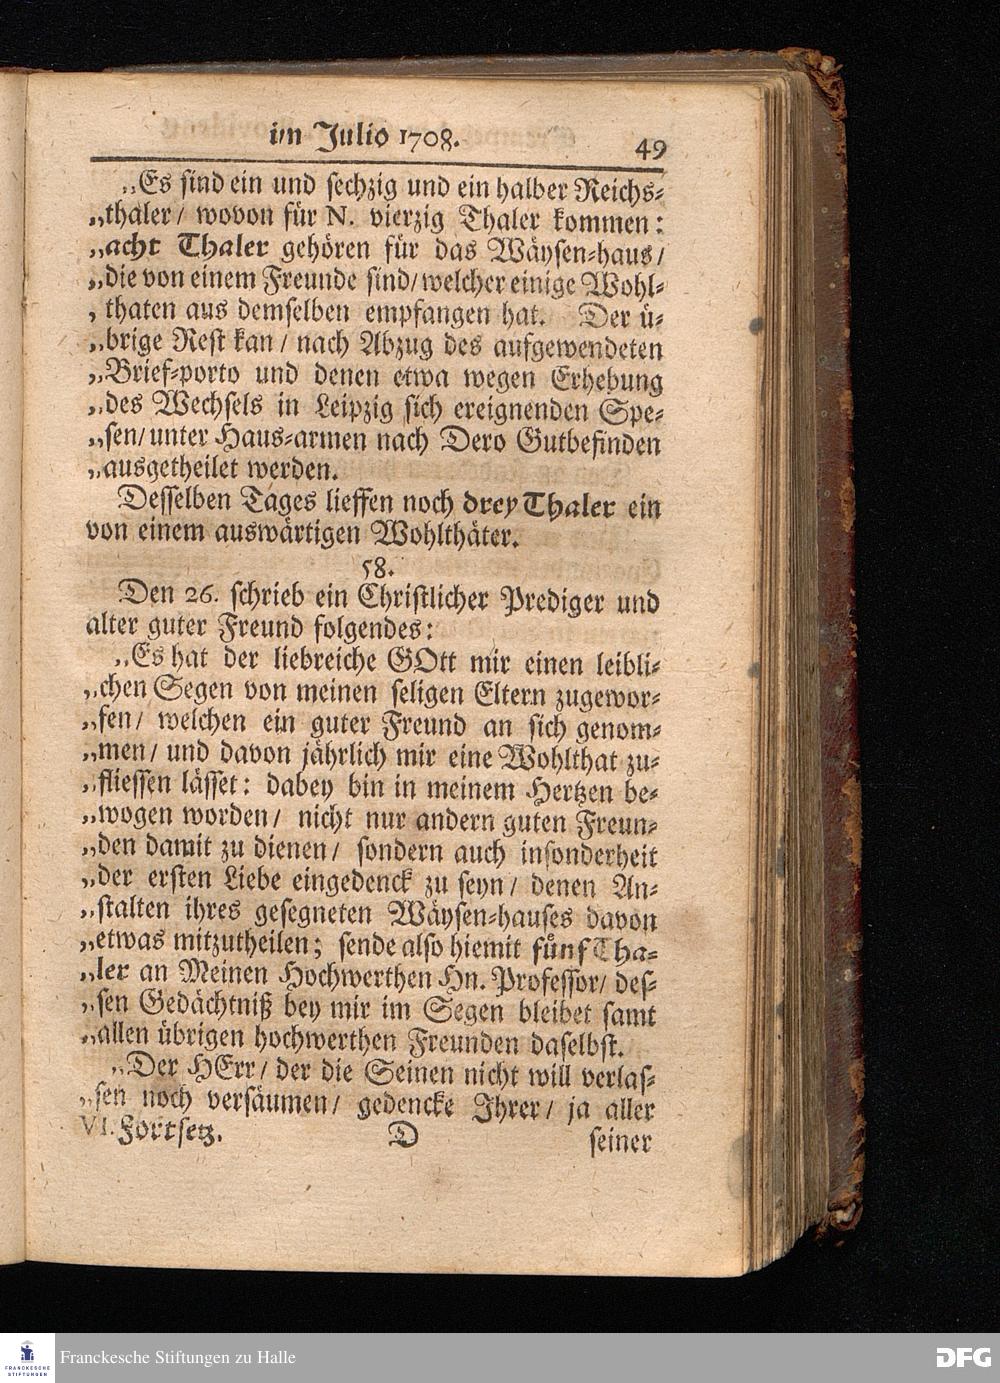 im Julio 1708.
49
„Es sind ein und sechzig und ein halber Reichs-
„thaler / wovon für N. vierzig Thaler kommen:
„acht Thaler gehören für das Wäysen-haus /
„die von einem Freunde sind / welcher einige Wohl-
„thaten aus demselben empfangen hat. Der ü-
„brige Rest kan / nach Abzug des aufgewendeten
„Brief-porto und denen etwa wegen Erhebung
„des Wechsels in Leipzig sich ereignenden Spe-
„sen / unter Haus-armen nach Dero Gutbefinden
„ausgetheilet werden.
Desselben Tages lieffen noch drey Thaler ein
von einem auswärtigen Wohlthäter.
58.
Den 26. schrieb ein Christlicher Prediger und
alter guter Freund folgendes:
„Es hat der liebreiche GOtt mir einen leibli-
„chen Segen von meinen seligen Eltern zugewor-
„fen / welchen ein guter Freund an sich genom-
„men / und davon jährlich mir eine Wohlthat zu-
„fliessen lässet: dabey bin in meinem Hertzen be-
„wogen worden / nicht nur andern guten Freun-
„den damit zu dienen / sondern auch insonderheit
„der ersten Liebe eingedenck zu seyn / denen An-
„stalten ihres gesegneten Wäysen-hauses davon
„etwas mitzutheilen; sende also hiemit fünf Tha-
„ler an Meinen Hochwerthen Hn. Professor / des-
„sen Gedächtniß bey mir im Segen bleibet samt
„allen übrigen hochwerthen Freunden daselbst.
„Der HErr / der die Seinen nicht will verlas-
„sen noch versäumen / gedencke Ihrer / ja aller
VI. Fortsetz. D seiner
FRANCKESCHE STIFTUNGEN
Franckesche Stiftungen zu Halle
DFG